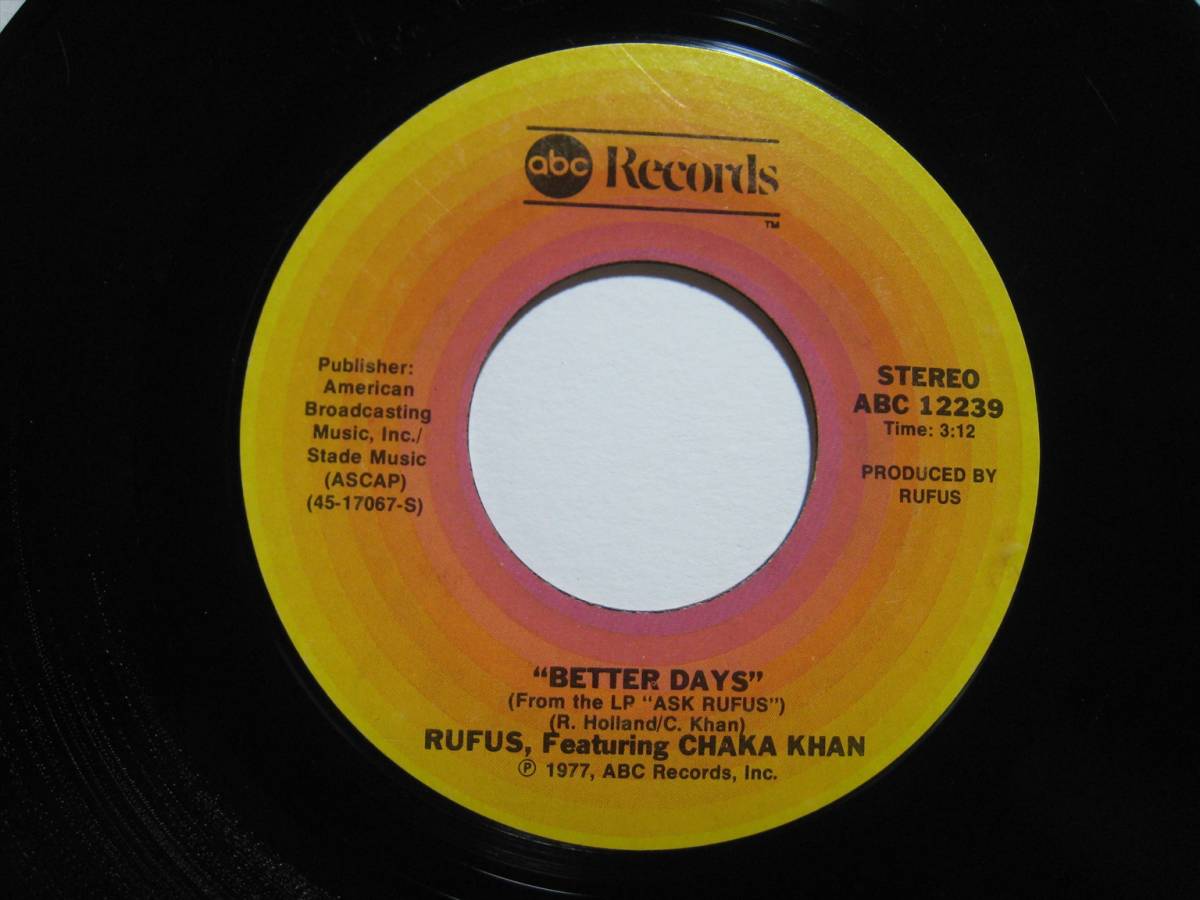 abc Records
TM
Publisher:
American
Broadcasting
Music, Inc./
Stade Music
(ASCAP)
(45-17067-S)
STEREO
ABC 12239
Time: 3:12
PRODUCED BY
RUFUS
“BETTER DAYS”
(From the LP “ASK RUFUS”)
(R. Holland/C. Khan)
RUFUS, Featuring CHAKA KHAN
℗ 1977, ABC Records, Inc.